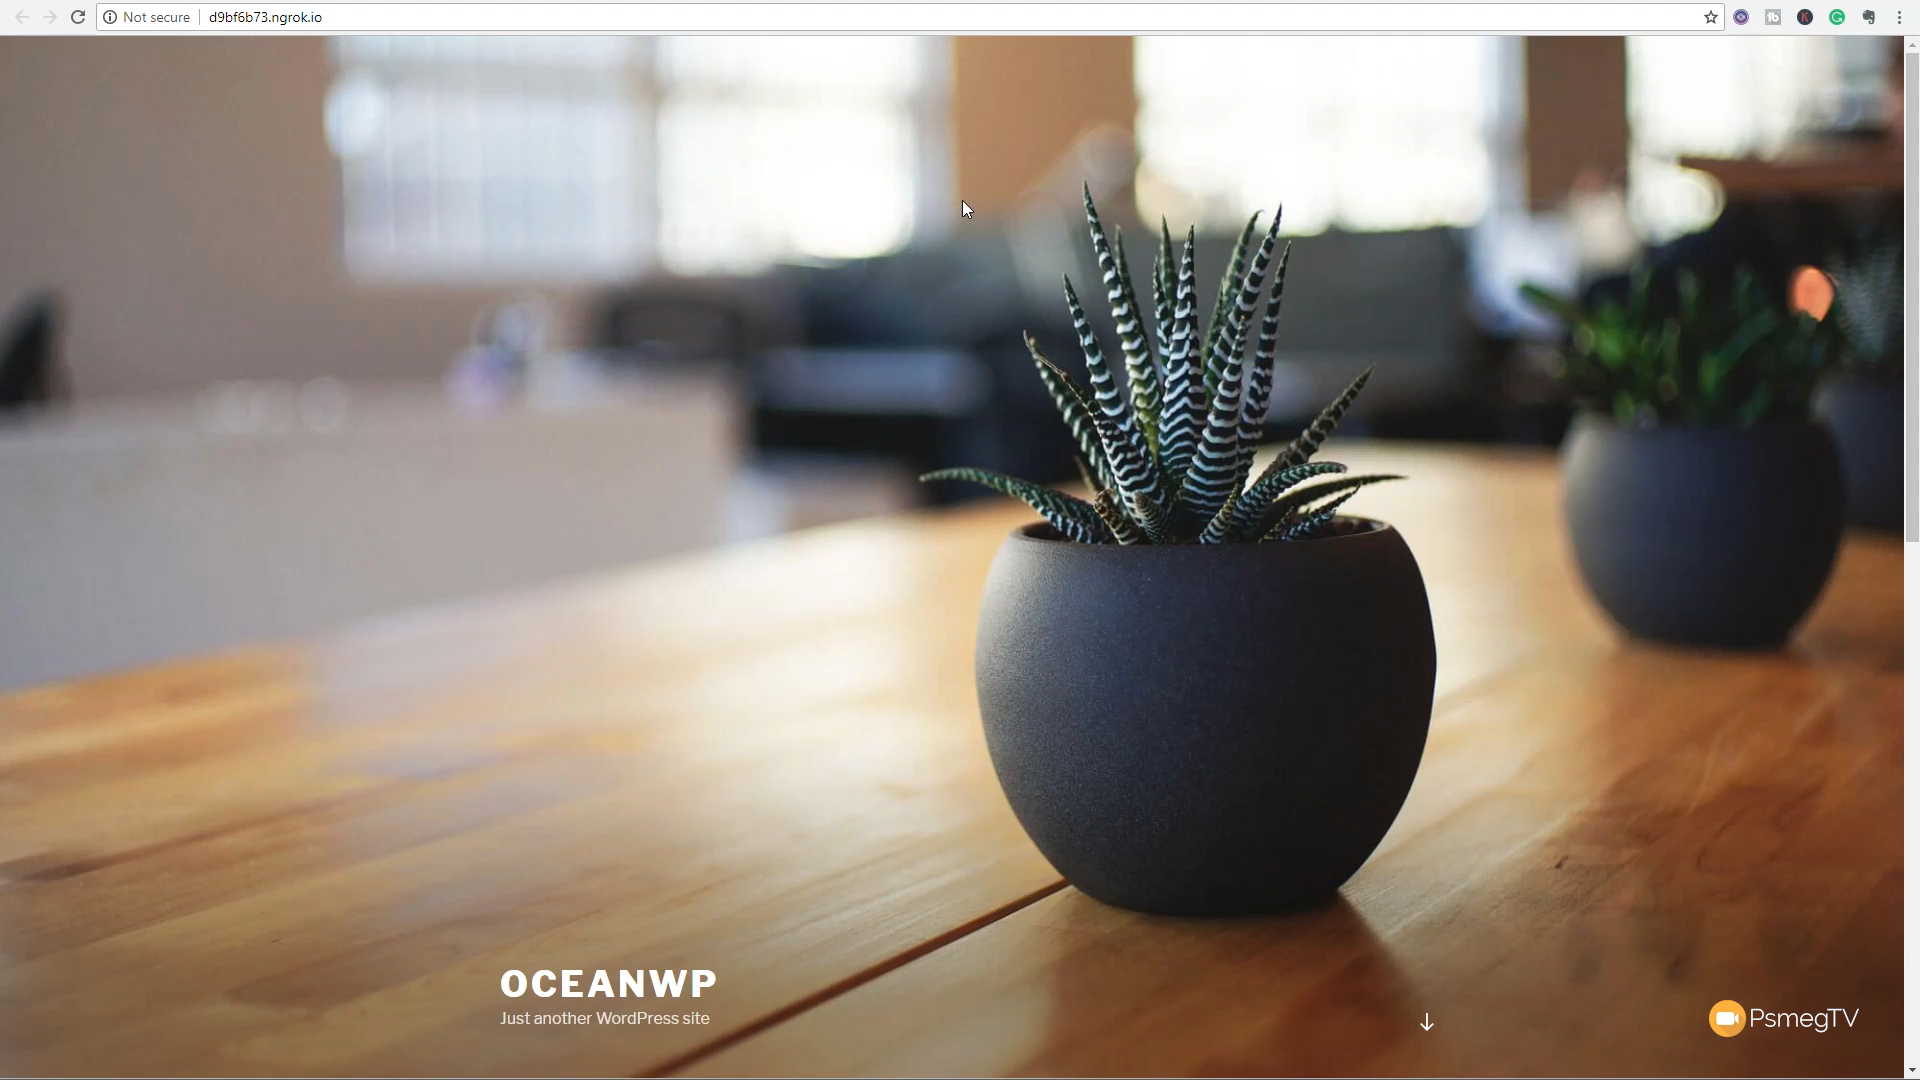 Not secure
d9bf6b73.ngrok.io
OCEANWP
Just another WordPress site
PsmegTV